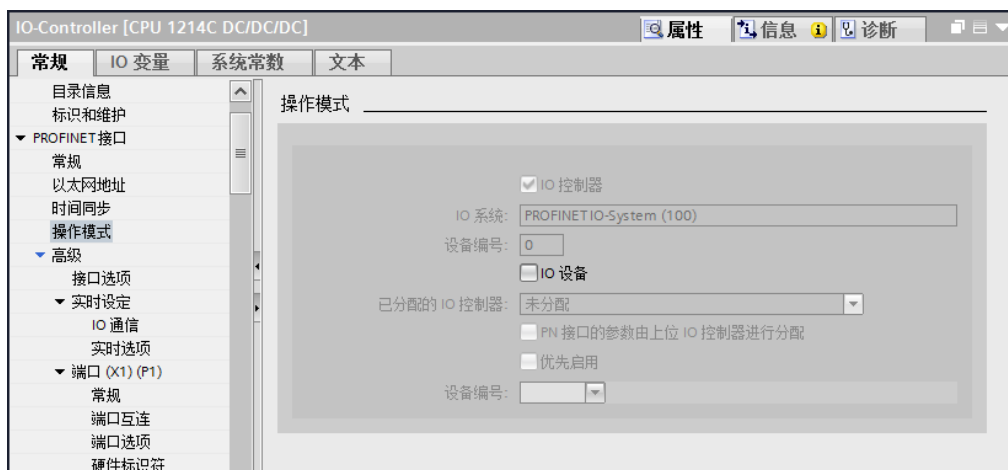 IO-Controller [CPU 1214C DC/DC/DC]
属性
信息
诊断
常规
IO 变量
系统常数
文本
目录信息
标识和维护
PROFINET接口
常规
以太网地址
时间同步
操作模式
高级
接口选项
实时设定
IO 通信
实时选项
端口 (X1) (P1)
常规
端口互连
端口选项
硬件标识符
操作模式
IO 控制器
IO 系统: PROFINET IO-System (100)
设备编号: 0
IO 设备
已分配的 IO 控制器: 未分配
PN 接口的参数由上位 IO 控制器进行分配
优先启用
设备编号: